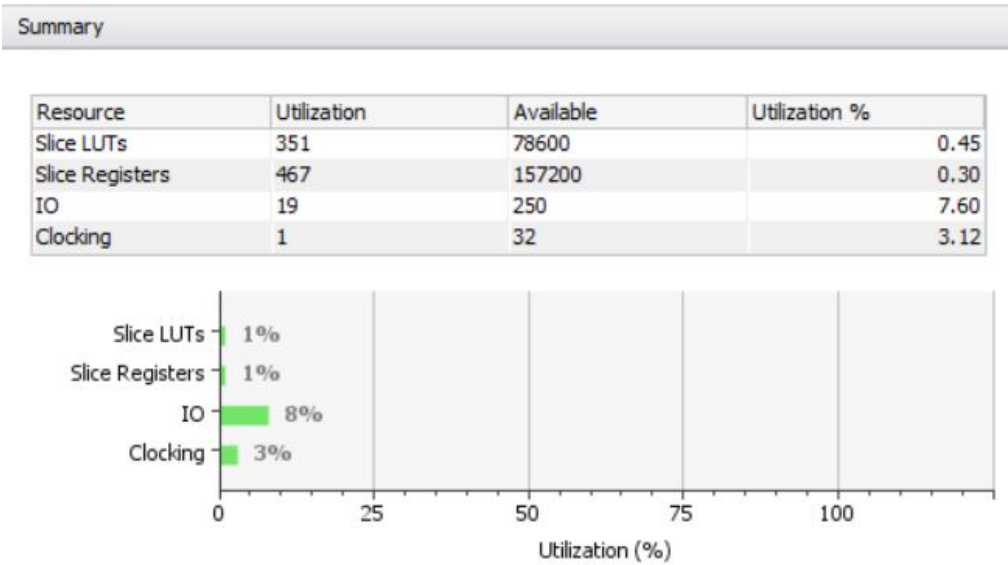 Summary
Resource Utilization Available Utilization %
Slice LUTs 351 78600 0.45
Slice Registers 467 157200 0.30
IO 19 250 7.60
Clocking 1 32 3.12
Slice LUTs 1%
Slice Registers 1%
IO 8%
Clocking 3%
0 25 50 75 100
Utilization (%)